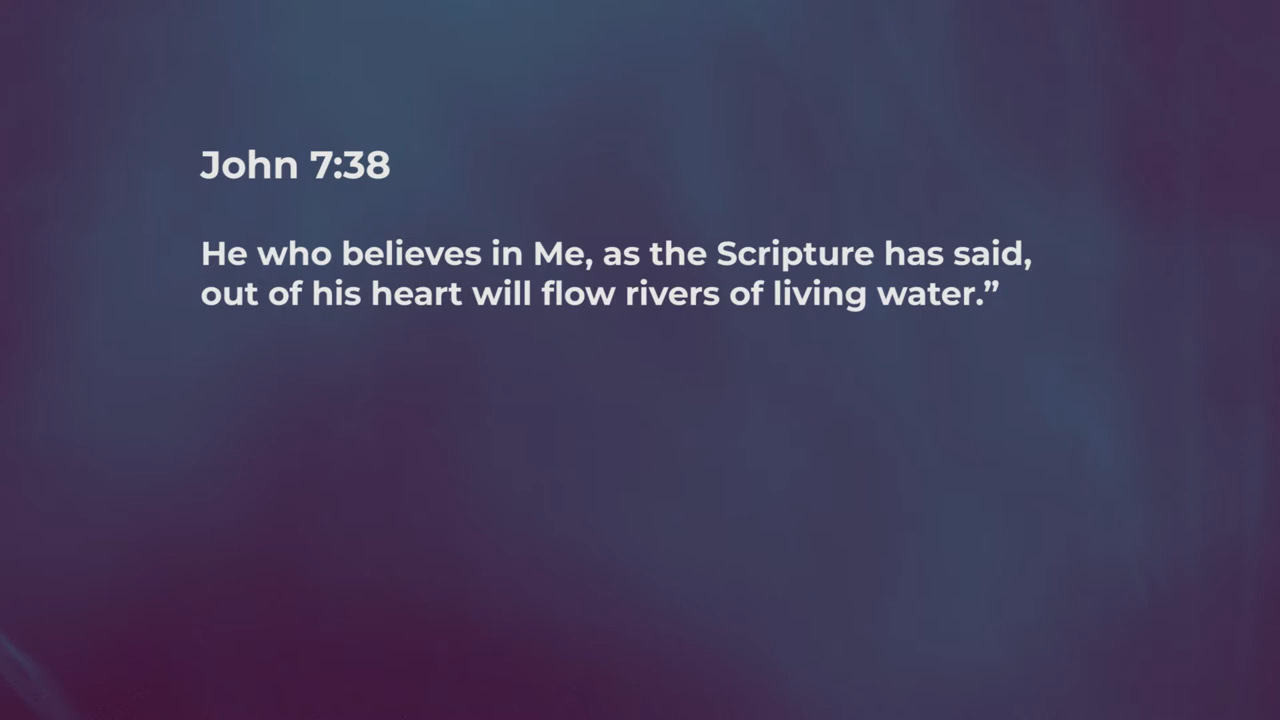 John 7:38
He who believes in Me, as the Scripture has said,
out of his heart will flow rivers of living water.”